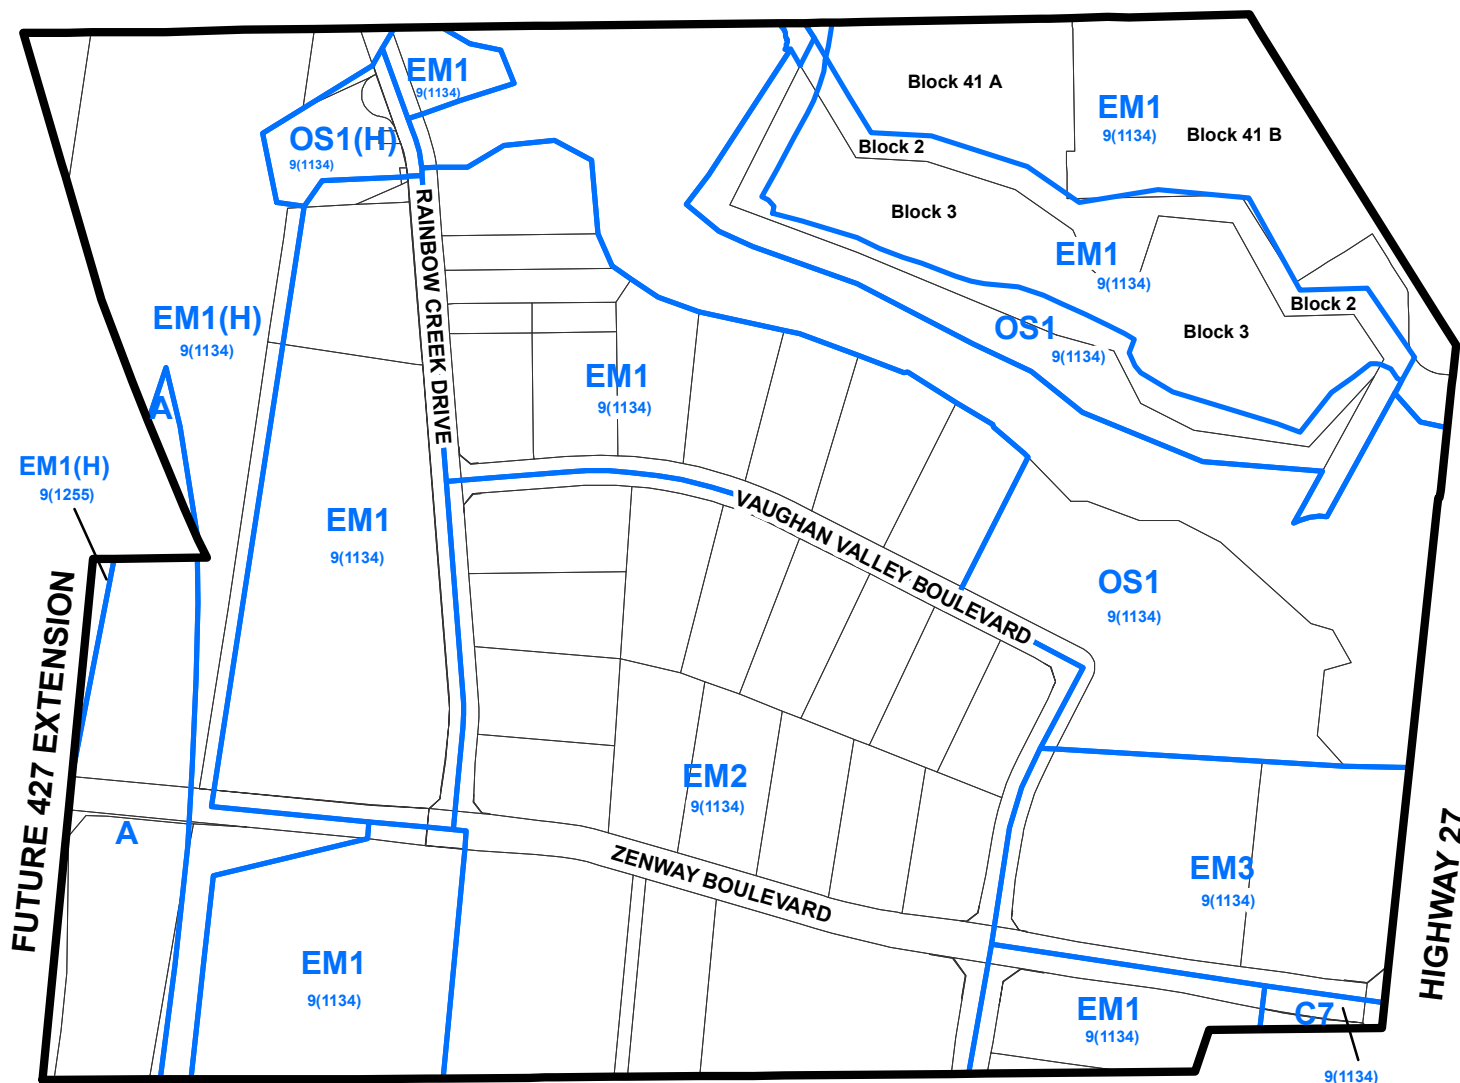 EM1
9(1134)
Block 41 A
EM1
9(1134)
Block 41 B
OS1(H)
9(1134)
Block 2
Block 3
EM1
9(1134)
Block 2
Block 3
OS1
9(1134)
RAINBOW CREEK DRIVE
EM1(H)
9(1134)
A
EM1
9(1134)
EM1(H)
9(1255)
EM1
9(1134)
VAUGHAN VALLEY BOULEVARD
OS1
9(1134)
FUTURE 427 EXTENSION
EM2
9(1134)
A
ZENWAY BOULEVARD
EM3
9(1134)
HIGHWAY 27
EM1
9(1134)
EM1
9(1134)
C7
9(1134)